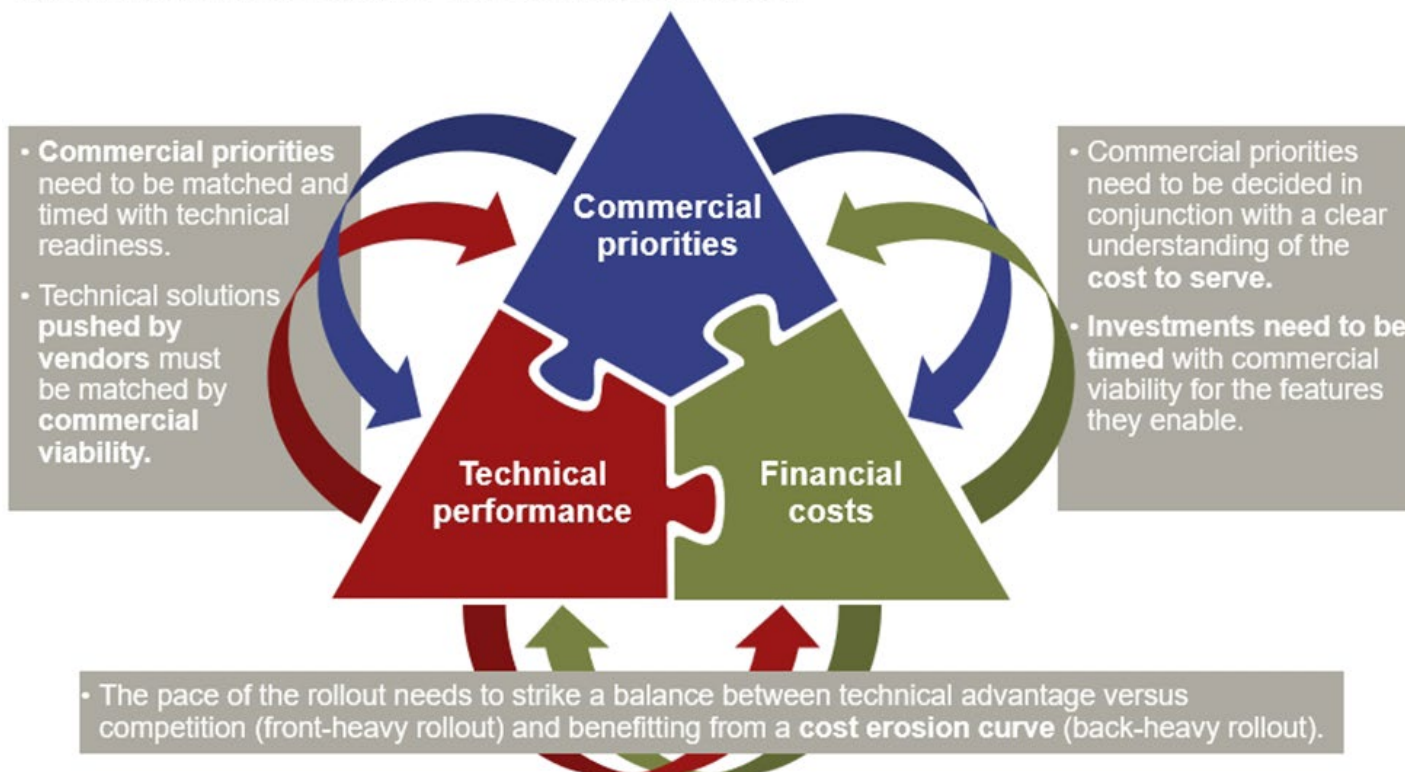 • Commercial priorities
need to be matched and
timed with technical
readiness.
• Technical solutions
pushed by
vendors must
be matched by
commercial
viability.
Commercial
priorities
Technical
performance
Financial
costs
• Commercial priorities
need to be decided in
conjunction with a clear
understanding of the
cost to serve.
• Investments need to be
timed with commercial
viability for the features
they enable.
• The pace of the rollout needs to strike a balance between technical advantage versus
competition (front-heavy rollout) and benefitting from a cost erosion curve (back-heavy rollout).